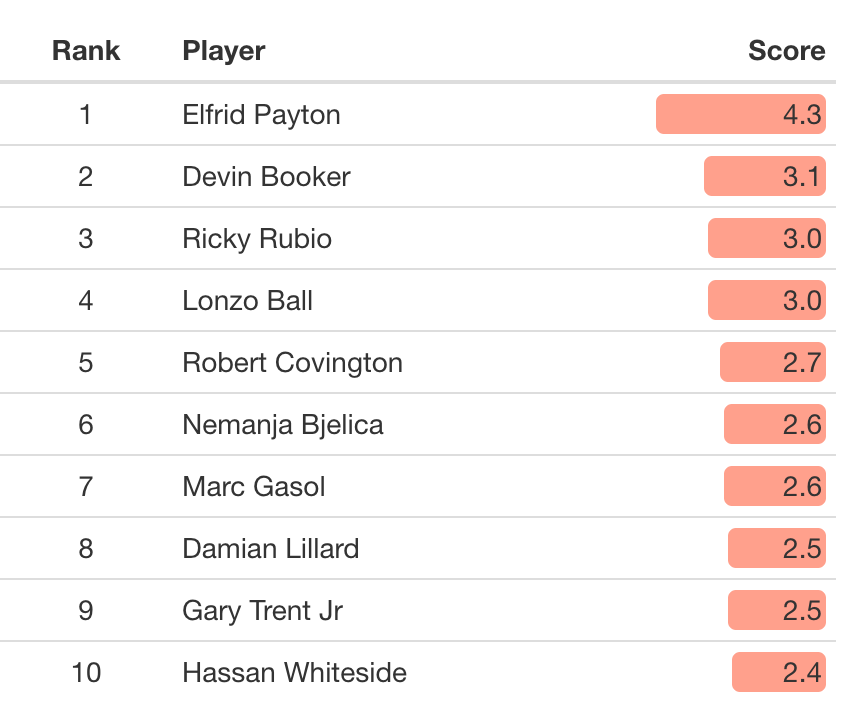 Rank Player Score
1 Elfrid Payton 4.3
2 Devin Booker 3.1
3 Ricky Rubio 3.0
4 Lonzo Ball 3.0
5 Robert Covington 2.7
6 Nemanja Bjelica 2.6
7 Marc Gasol 2.6
8 Damian Lillard 2.5
9 Gary Trent Jr 2.5
10 Hassan Whiteside 2.4